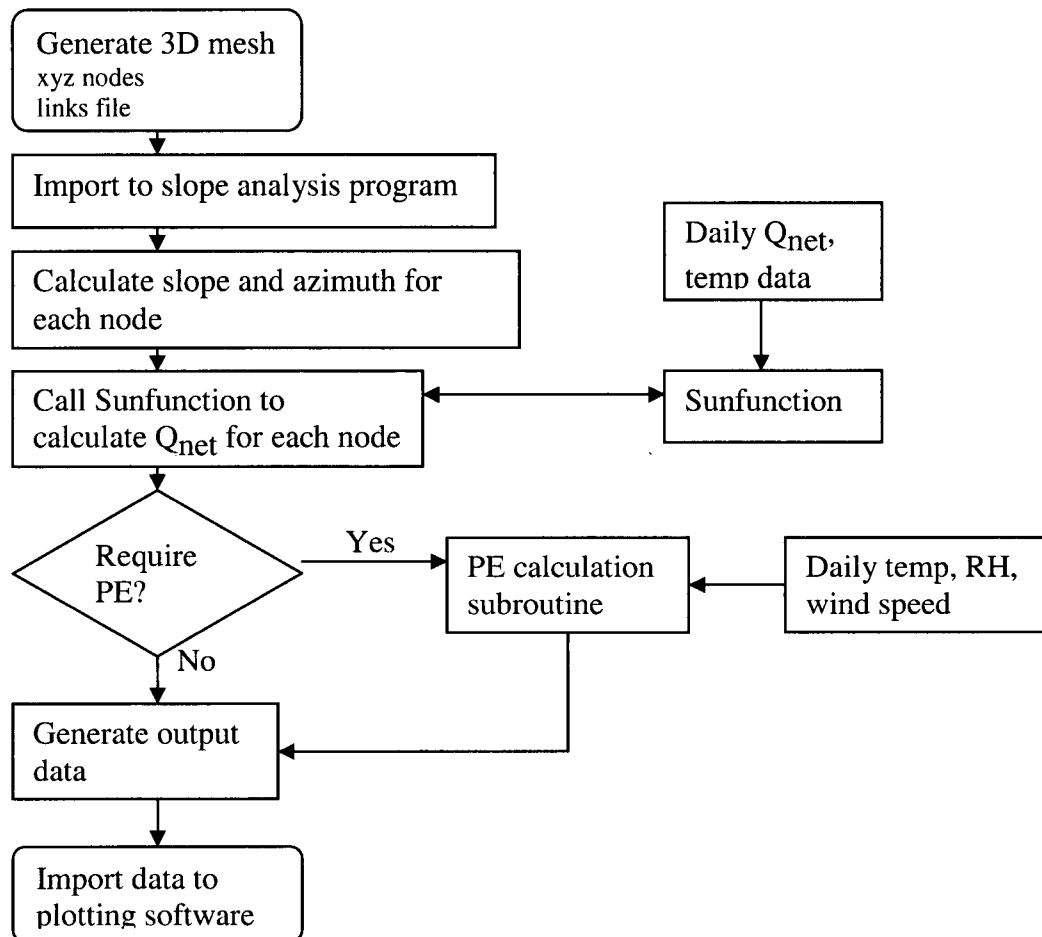 Generate 3D mesh
xyz nodes
links file
Import to slope analysis program
Calculate slope and azimuth for
each node
Daily Qnet,
temp data
Call Sunfunction to
calculate Qnet for each node
Sunfunction
Require
PE?
Yes
PE calculation
subroutine
Daily temp, RH,
wind speed
No
Generate output
data
Import data to
plotting software